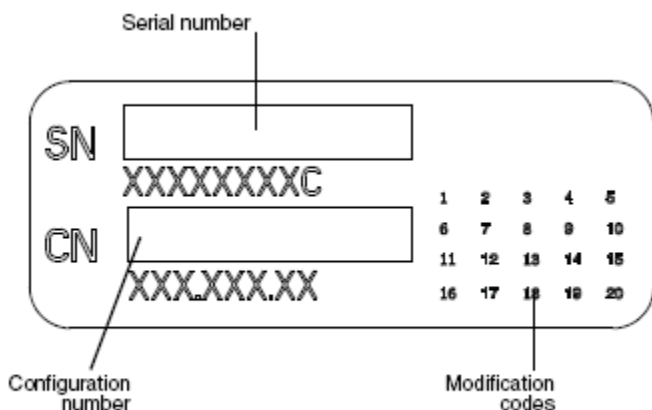 Serial number
SN
XXXXXXXXC
1 2 3 4 5
CN
6 7 8 9 10
11 12 13 14 15
XXX.XXX.XX
16 17 18 19 20
Configuration
number
Modification
codes